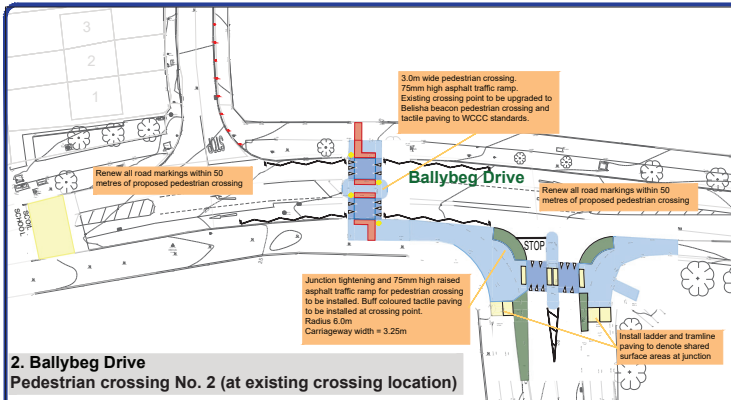 3
2
1
3.0m wide pedestrian crossing.
75mm high asphalt traffic ramp.
Existing crossing point to be upgraded to
Belisha beacon pedestrian crossing and
tactile paving to WCCC standards.
Renew all road markings within 50
metres of proposed pedestrian crossing
Ballybeg Drive
Renew all road markings within 50
metres of proposed pedestrian crossing
SCOIL
SCHOOL
STOP
Junction tightening and 75mm high raised
asphalt traffic ramp for pedestrian crossing
to be installed. Buff coloured tactile paving
to be installed at crossing point.
Radius 6.0m
Carriageway width = 3.25m
Install ladder and tramline
paving to denote shared
surface areas at junction
2. Ballybeg Drive
Pedestrian crossing No. 2 (at existing crossing location)